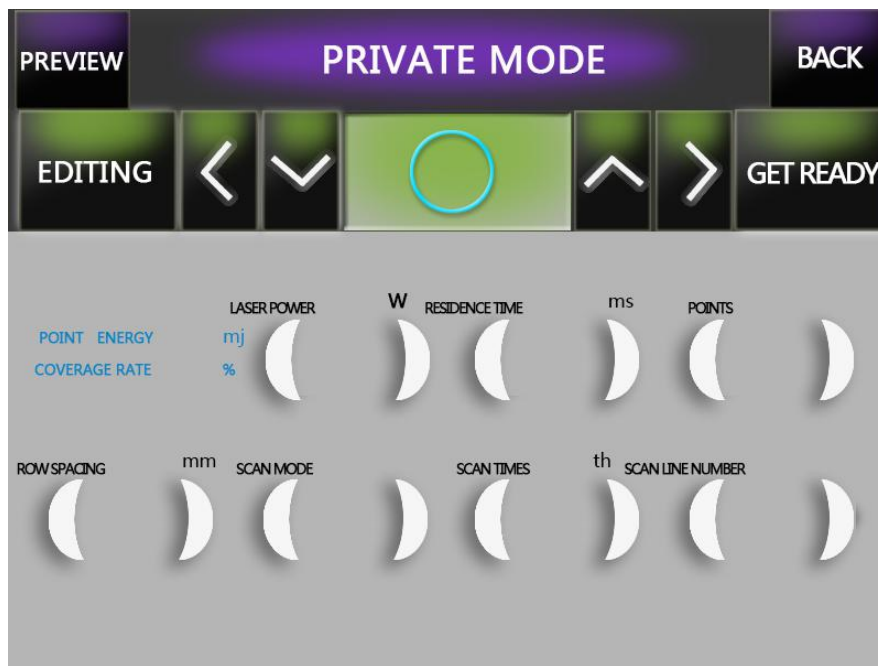 PREVIEW PRIVATE MODE BACK
EDITING GET READY
LASER POWER W RESIDENCE TIME ms POINTS
POINT ENERGY mj
COVERAGE RATE %
ROW SPACING mm SCAN MODE SCAN TIMES th SCAN LINE NUMBER